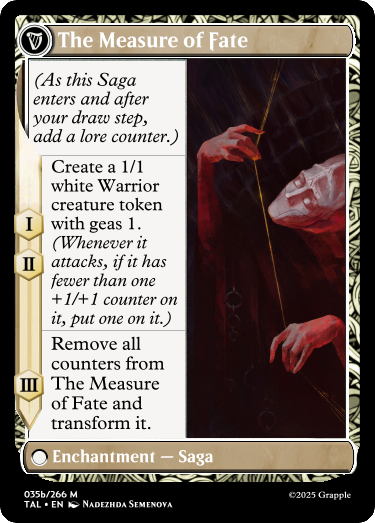 The Measure of Fate
(As this Saga
enters and after
your draw step,
add a lore counter.)
I
II
Create a 1/1
white Warrior
creature token
with geas 1.
(Whenever it
attacks, if it has
fewer than one
+1/+1 counter on
it, put one on it.)
III
Remove all
counters from
The Measure
of Fate and
transform it.
Enchantment — Saga
035b/266 M
TAL • EN Nadezhda Semenova
©2025 Grapple